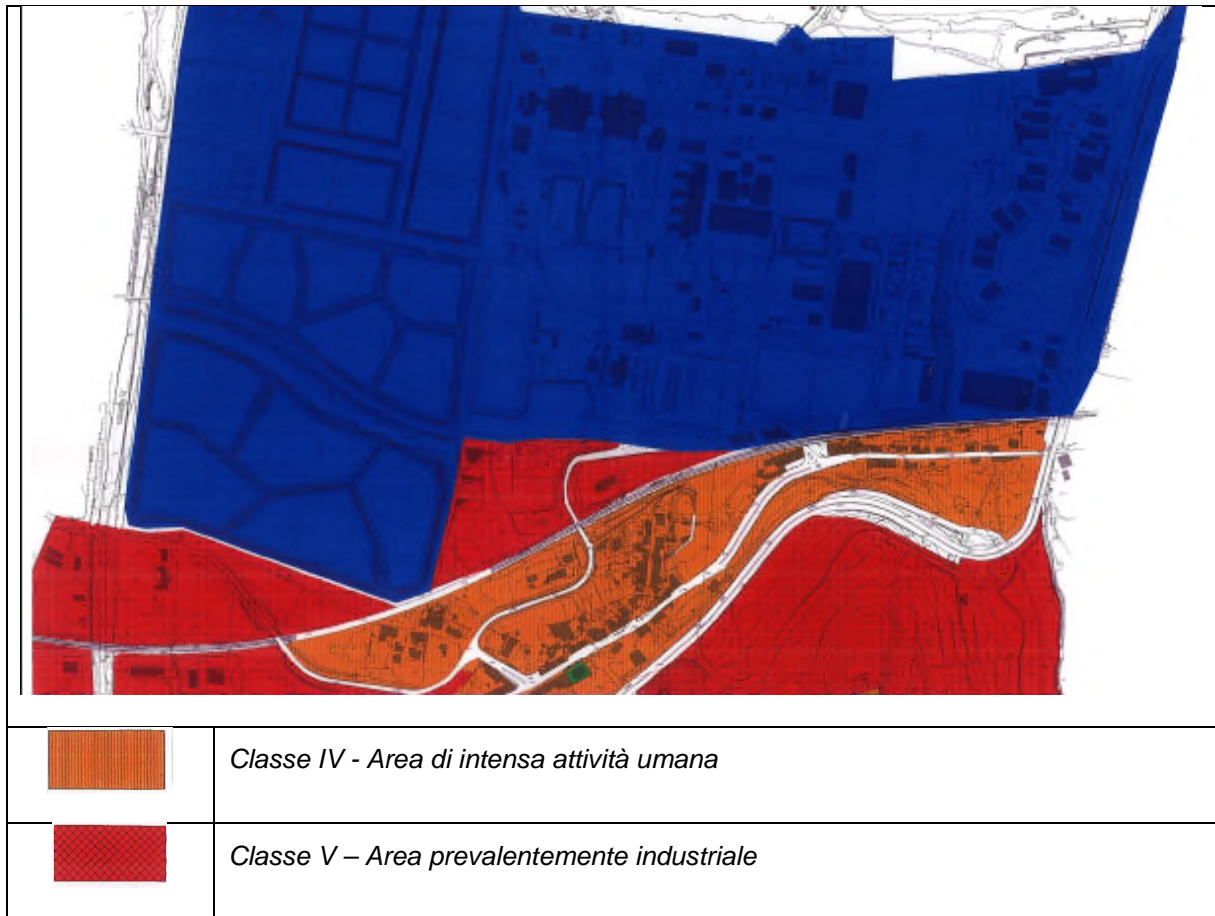 Classe IV - Area di intensa attività umana
Classe V – Area prevalentemente industriale